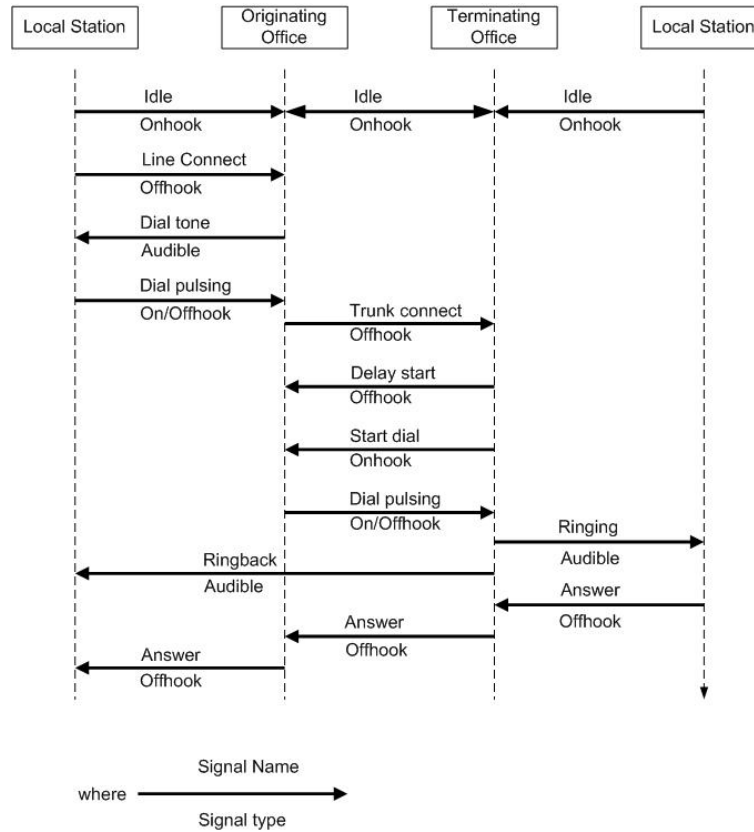 Local Station
Originating
Office
Terminating
Office
Local Station
Idle
Onhook
Idle
Onhook
Idle
Onhook
Line Connect
Offhook
Dial tone
Audible
Dial pulsing
On/Offhook
Trunk connect
Offhook
Delay start
Offhook
Start dial
Onhook
Dial pulsing
On/Offhook
Ringing
Audible
Ringback
Audible
Answer
Offhook
Answer
Offhook
Answer
Offhook
Signal Name
where
Signal type